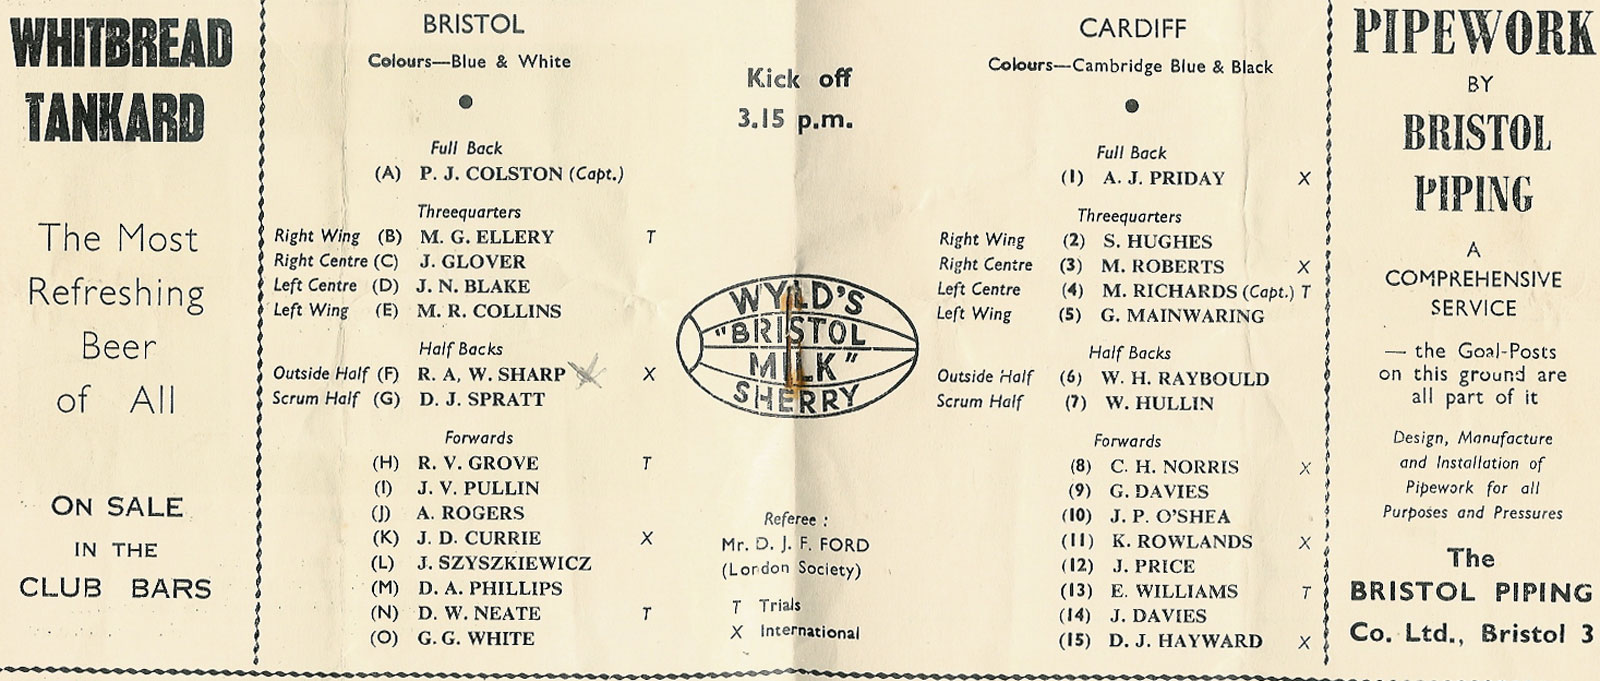 WHITBREAD
TANKARD
The Most
Refreshing
Beer
of All
ON SALE
IN THE
CLUB BARS
BRISTOL
Colours—Blue & White
Full Back
(A) P. J. COLSTON (Capt.)
Threequarters
Right Wing (B) M. G. ELLERY T
Right Centre (C) J. GLOVER
Left Centre (D) J. N. BLAKE
Left Wing (E) M. R. COLLINS
Half Backs
Outside Half (F) R. A. W. SHARP X
Scrum Half (G) D. J. SPRATT
Forwards
(H) R. V. GROVE T
(I) J. V. PULLIN
(J) A. ROGERS
(K) J. D. CURRIE X
(L) J. SZYSZKIEWICZ
(M) D. A. PHILLIPS
(N) D. W. NEATE T
(O) G. G. WHITE
Kick off
3.15 p.m.
WYLD'S
"BRISTOL
MILK"
SHERRY
Referee :
Mr. D. J. F. FORD
(London Society)
T Trials
X International
CARDIFF
Colours—Cambridge Blue & Black
Full Back
(1) A. J. PRIDAY X
Threequarters
Right Wing (2) S. HUGHES
Right Centre (3) M. ROBERTS X
Left Centre (4) M. RICHARDS (Capt.) T
Left Wing (5) G. MAINWARING
Half Backs
Outside Half (6) W. H. RAYBOULD
Scrum Half (7) W. HULLIN
Forwards
(8) C. H. NORRIS X
(9) G. DAVIES
(10) J. P. O'SHEA
(11) K. ROWLANDS X
(12) J. PRICE
(13) E. WILLIAMS T
(14) J. DAVIES
(15) D. J. HAYWARD X
PIPEWORK
BY
BRISTOL
PIPING
A
COMPREHENSIVE
SERVICE
— the Goal-Posts
on this ground are
all part of it
Design, Manufacture
and Installation of
Pipework for all
Purposes and Pressures
The
BRISTOL PIPING
Co. Ltd., Bristol 3